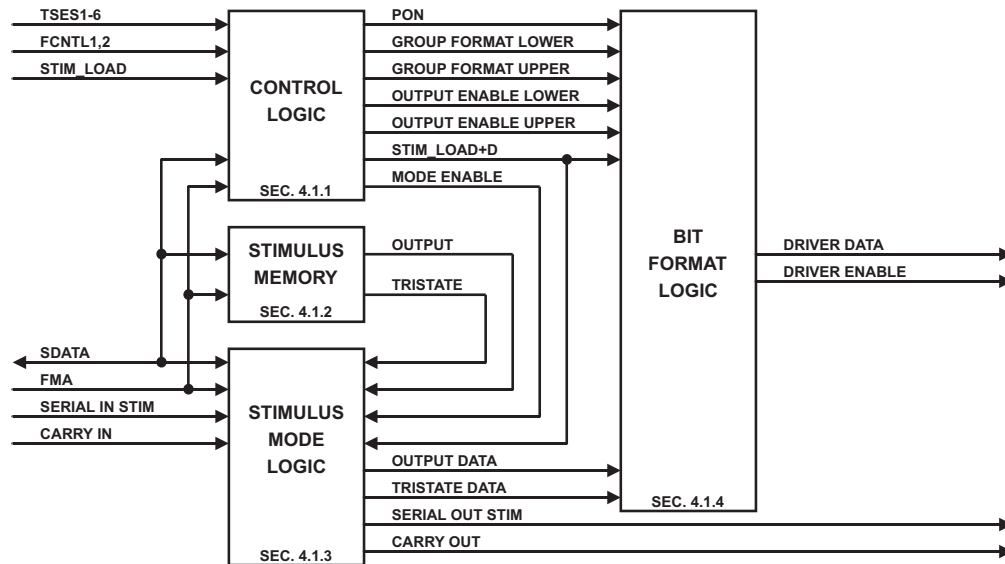 TSES1-6
FCNTL1,2
STIM_LOAD
CONTROL
LOGIC
SEC. 4.1.1
PON
GROUP FORMAT LOWER
GROUP FORMAT UPPER
OUTPUT ENABLE LOWER
OUTPUT ENABLE UPPER
STIM_LOAD+D
MODE ENABLE
STIMULUS
MEMORY
SEC. 4.1.2
OUTPUT
TRISTATE
BIT
FORMAT
LOGIC
SEC. 4.1.4
DRIVER DATA
DRIVER ENABLE
SDATA
FMA
SERIAL IN STIM
CARRY IN
STIMULUS
MODE
LOGIC
SEC. 4.1.3
OUTPUT DATA
TRISTATE DATA
SERIAL OUT STIM
CARRY OUT